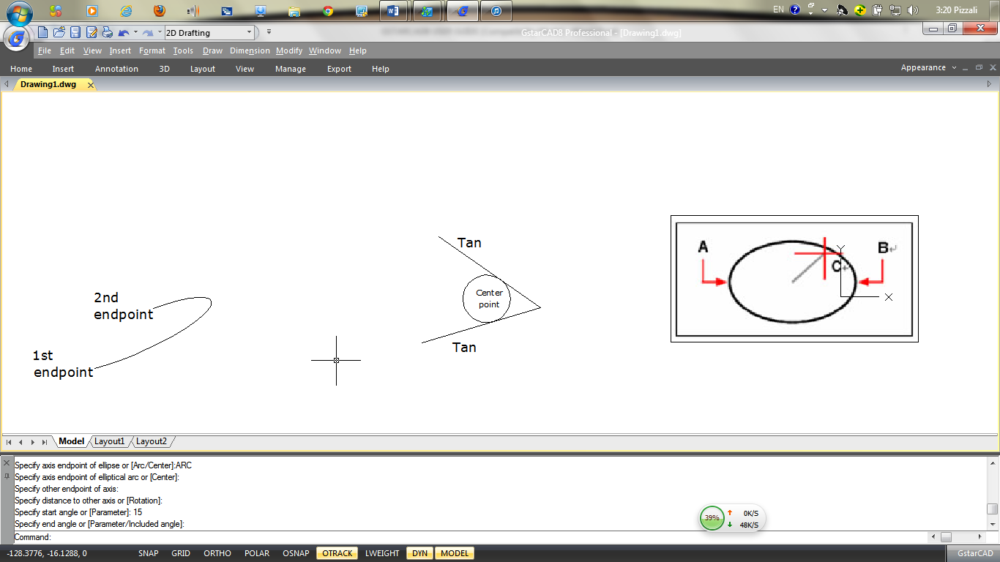 EN
3:20 Pizzali
2D Drafting
GstarCAD8 Professional - [Drawing1.dwg]
File Edit View Insert Format Tools Draw Dimension Modify Window Help
Home Insert Annotation 3D Layout View Manage Export Help
Appearance
Drawing1.dwg
Tan
A
B
C
Y
X
Center
point
2nd
endpoint
Tan
1st
endpoint
Model Layout1 Layout2
Specify axis endpoint of ellipse or [Arc/Center]:ARC
Specify axis endpoint of elliptical arc or [Center]:
Specify other endpoint of axis:
Specify distance to other axis or [Rotation]:
Specify start angle or [Parameter]: 15
Specify end angle or [Parameter/Included angle]:
39%
0K/S
48K/S
Command:
-128.3776, -16.1288, 0
SNAP GRID ORTHO POLAR OSNAP OTRACK LWEIGHT DYN MODEL
GstarCAD